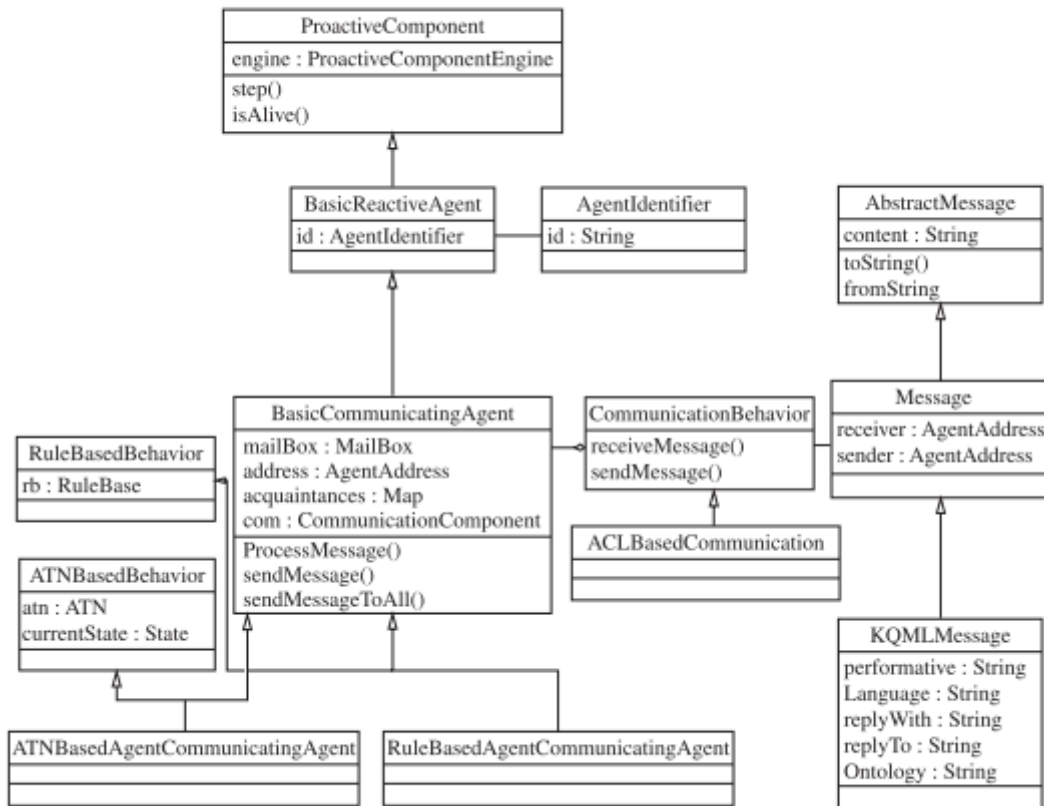 ProactiveComponent
engine : ProactiveComponentEngine
step()
isAlive()
BasicReactiveAgent
id : AgentIdentifier
AgentIdentifier
id : String
AbstractMessage
content : String
toString()
fromString
BasicCommunicatingAgent
mailBox : MailBox
address : AgentAddress
acquaintances : Map
com : CommunicationComponent
ProcessMessage()
sendMessage()
sendMessageToAll()
CommunicationBehavior
receiveMessage()
sendMessage()
Message
receiver : AgentAddress
sender : AgentAddress
RuleBasedBehavior
rb : RuleBase
ACLBasedCommunication
ATNBasedBehavior
atn : ATN
currentState : State
KQMLMessage
performative : String
Language : String
replyWith : String
replyTo : String
Ontology : String
ATNBasedAgentCommunicatingAgent
RuleBasedAgentCommunicatingAgent